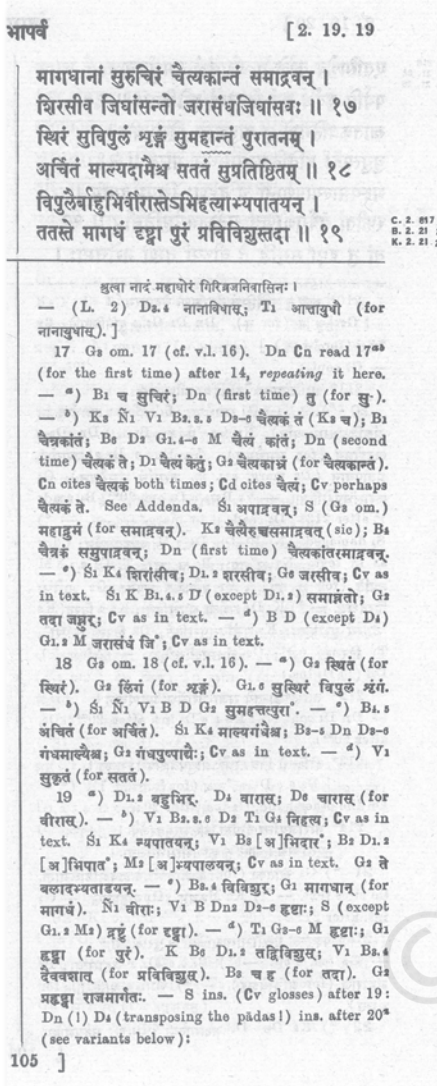 भापर्व [ 2. 19. 19
मागधानां सुरुचिरं चैत्यकान्तं समाद्रवन् ।
शिरसीव जिघांसन्तो जरासंधजिघांसवः ॥ १७
स्थिरं सुविपुलं शृङ्गं सुमहान्तं पुरातनम् ।
अर्चितं माल्यदामैश्च सततं सुप्रतिष्ठितम् ॥ १८
विपुलैर्बाहुभिर्वीरास्तेऽभिहत्याभ्यपातयन् ।
ततस्ते मागधं दृष्ट्वा पुरं प्रविविशुस्तदा ॥ १९
C. 2. 817
B. 2. 21
K. 2. 21
श्रुत्वा नादं महाघोरं गिरिव्रजनिवासिनः ।
— (L. 2) D3.4 नानाविधास्; T1 आत्तायुधी (for
नानायुधास्). ]
17 G3 om. 17 (cf. v.l. 16). Dn Cn read 17ab
(for the first time) after 14, repeating it here.
— a) B1 च सुचिरं; Dn (first time) तु (for सु-).
— b) K3 Ñ1 V1 B2.3.5 D3-6 चैत्यकं तं (K3 च); B1
चैत्रकांतं; B6 D2 G1.4-6 M चैत्यं कांतं; Dn (second
time) चैत्यकं ते; D1 चैत्यं केतुं; G2 चैत्यकाग्रं (for चैत्यकान्तं).
Cn cites चैत्यकं both times; Cd cites चैत्यं; Cv perhaps
चैत्यकं ते. See Addenda. Ś1 अपाद्रवन्; S (G3 om.)
महाद्रुमं (for समाद्रवन्). K2 चैत्यैरुचसमाद्रवत् (sic); B4
चैत्रकं समुपाद्रवन्; Dn (first time) चैत्यकांतरमाद्रवन्.
— c) Ś1 K4 शिरांसीव; D1.2 शरसीव; G6 जरसीव; Cv as
in text. Ś1 K B1.4.5 D (except D1.2) समाघ्नंतो; G2
तदा जघ्नुर्; Cv as in text. — d) B D (except D4)
G1.2 M जरासंधं जि°; Cv as in text.
18 G3 om. 18 (cf. v.l. 16). — a) G2 स्थितं (for
स्थिरं). G2 लिंगं (for शृङ्गं). G1.6 सुस्थिरं विपुलं शृंगं.
— b) Ś1 Ñ1 V1 B D G2 सुमहत्तत्पुरा°. — c) B4.5
अंचितं (for अर्चितं). Ś1 K4 माल्यगंधैश्च; B3-5 Dn D3-6
गंधमाल्यैश्च; G2 गंधपुष्पाद्यैः; Cv as in text. — d) V1
सुकृतं (for सततं).
19 a) D1.2 बहुभिर्. D4 वारास्; D6 चारास् (for
वीरास्). — b) V1 B2.3.6 D2 T1 G4 निहत्य; Cv as in
text. Ś1 K4 न्यपातयन्; V1 B3 [अ]भिदार°; B2 D1.2
[अ]भिपात°; M2 [अ]भ्यपालयन्; Cv as in text. G2 ते
बलादभ्यताडयन्. — c) B3.4 विविशुर्; G1 मागधान् (for
मागधं). Ñ1 वीराः; V1 B Dn2 D3-6 हृष्टाः; S (except
G1.2 M2) द्रष्टुं (for दृष्ट्वा). — d) T1 G3-6 M हृष्टाः; G1
दृष्ट्वा (for पुरं). K B6 D1.2 तद्विविशुस्; V1 B3.4
दैववशात् (for प्रविविशुस्). B3 च ह (for तदा). G2
प्रहृष्टा राजमार्गतः. — S ins. (Cv glosses) after 19:
Dn (!) D4 (transposing the pādas!) ins. after 20a
(see variants below):
105 ]
©